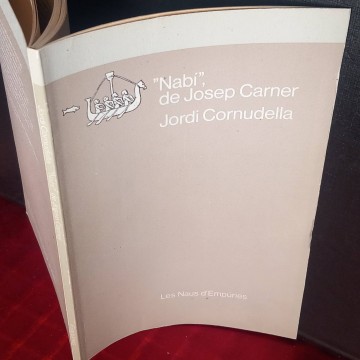 "Nabí",
de Josep Carner
Jordi Cornudella
Les Naus d'Empúries